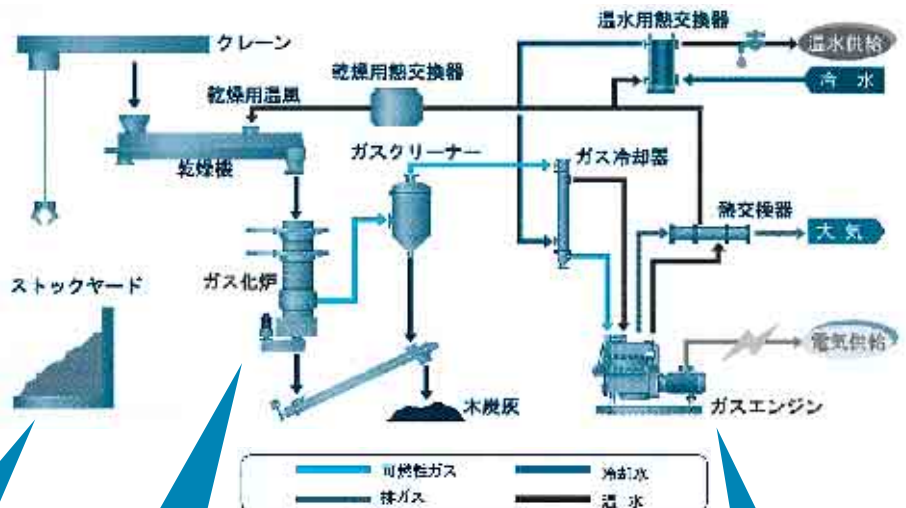 温水用熱交換器
クレーン
温水供給
乾燥用熱交換器
冷水
乾燥用温風
ガスクリーナー
ガス冷却器
乾燥機
熱交換器
大気
ガス化炉
ストックヤード
電気供給
木炭灰
ガスエンジン
可燃性ガス
冷却水
排ガス
温水